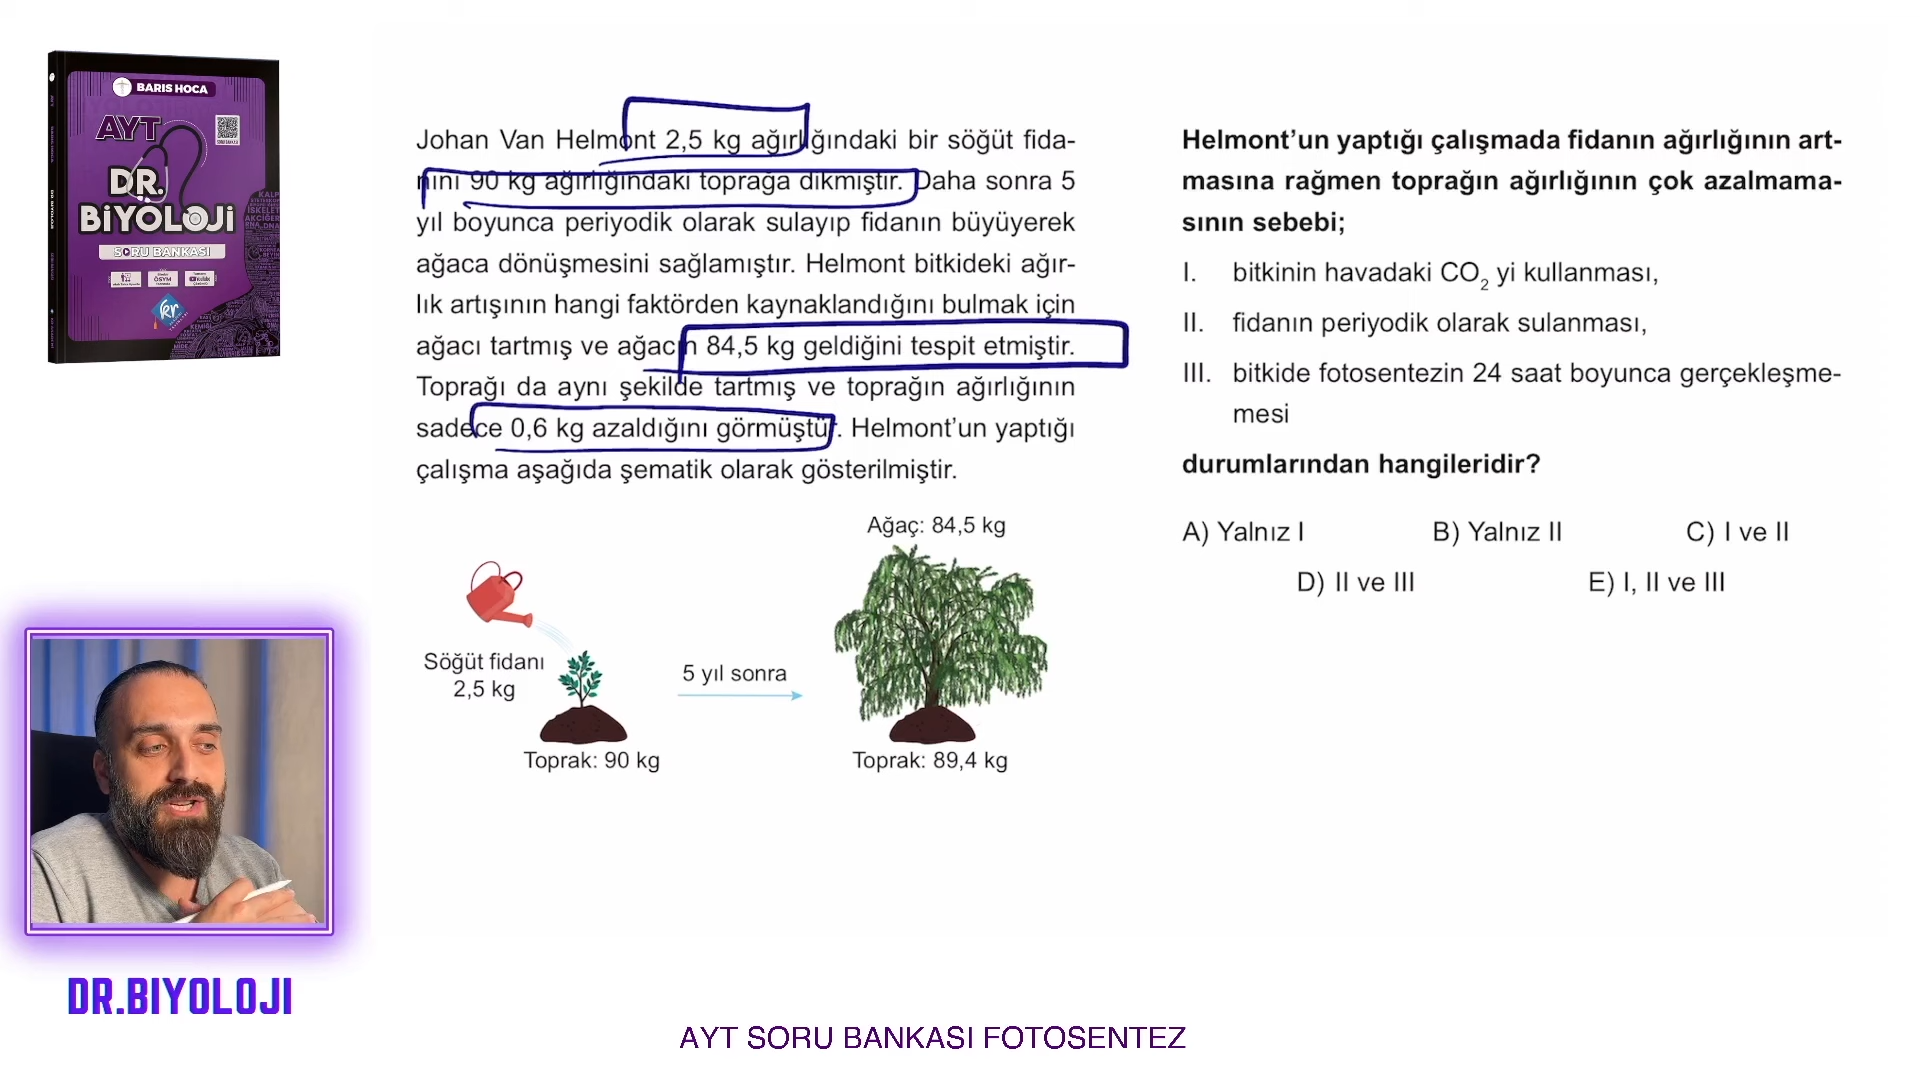 BARIS HOCA
AYT
DR.
BİYOLOJİ
SORU BANKASI
Johan Van Helmont 2,5 kg ağırlığındaki bir söğüt fida-
nını 90 kg ağırlığındaki toprağa dikmiştir. Daha sonra 5
yıl boyunca periyodik olarak sulayıp fidanın büyüyerek
ağaca dönüşmesini sağlamıştır. Helmont bitkideki ağır-
lık artışının hangi faktörden kaynaklandığını bulmak için
ağacı tartmış ve ağacın 84,5 kg geldiğini tespit etmiştir.
Toprağı da aynı şekilde tartmış ve toprağın ağırlığının
sadece 0,6 kg azaldığını görmüştür. Helmont’un yaptığı
çalışma aşağıda şematik olarak gösterilmiştir.
Ağaç: 84,5 kg
Söğüt fidanı
2,5 kg
5 yıl sonra
Toprak: 90 kg
Toprak: 89,4 kg
Helmont’un yaptığı çalışmada fidanın ağırlığının art-
masına rağmen toprağın ağırlığının çok azalmama-
sının sebebi;
I. bitkinin havadaki CO₂ yi kullanması,
II. fidanın periyodik olarak sulanması,
III. bitkide fotosentezin 24 saat boyunca gerçekleşme-
mesi
durumlarından hangileridir?
A) Yalnız I B) Yalnız II C) I ve II
D) II ve III E) I, II ve III
DR.BIYOLOJI
AYT SORU BANKASI FOTOSENTEZ